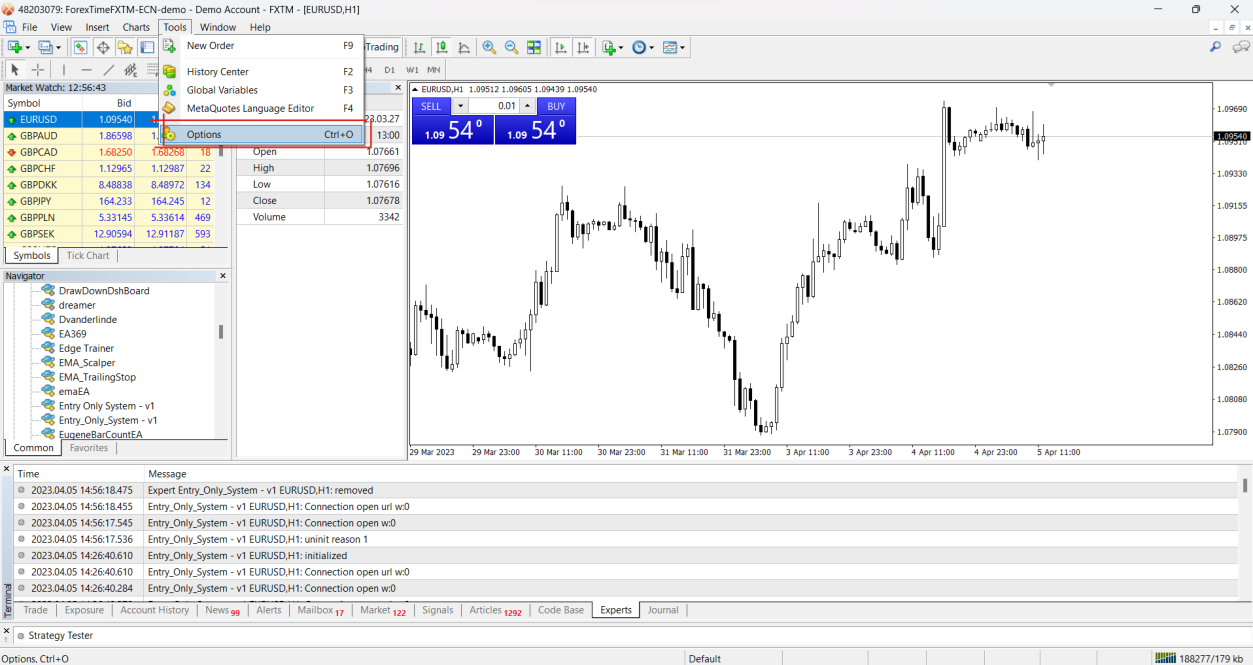 48203079: ForexTimeFXTM-ECN-demo - Demo Account - FXTM - [EURUSD,H1]
File View Insert Charts Tools Window Help
New Order F9
History Center F2
Global Variables F3
MetaQuotes Language Editor F4
Options Ctrl+O
Trading
H4 D1 W1 MN
Market Watch: 12:56:43
Symbol Bid
EURUSD 1.09540
GBPAUD 1.86598
GBPCAD 1.68250 1.68268 18
GBPCHF 1.12965 1.12987 22
GBPDKK 8.48838 8.48972 134
GBPJPY 164.233 164.245 12
GBPPLN 5.33145 5.33614 469
GBPSEK 12.90594 12.91187 593
Symbols Tick Chart
23.03.27
13:00
Open 1.07661
High 1.07696
Low 1.07616
Close 1.07678
Volume 3342
Navigator
DrawDownDshBoard
dreamer
Dvanderlinde
EA369
Edge Trainer
EMA_Scalper
EMA_TrailingStop
emaEA
Entry Only System - v1
Entry_Only_System - v1
EugeneBarCountEA
Common Favorites
EURUSD,H1 1.09512 1.09605 1.09439 1.09540
SELL 0.01 BUY
1.09 54 0 1.09 54 0
1.09690
1.09540
1.09510
1.09330
1.09155
1.08975
1.08800
1.08620
1.08440
1.08260
1.08080
1.07900
29 Mar 2023 29 Mar 23:00 30 Mar 11:00 30 Mar 23:00 31 Mar 11:00 31 Mar 23:00 3 Apr 11:00 3 Apr 23:00 4 Apr 11:00 4 Apr 23:00 5 Apr 11:00
Time Message
2023.04.05 14:56:18.475 Expert Entry_Only_System - v1 EURUSD,H1: removed
2023.04.05 14:56:18.455 Entry_Only_System - v1 EURUSD,H1: Connection open url w:0
2023.04.05 14:56:17.545 Entry_Only_System - v1 EURUSD,H1: Connection open w:0
2023.04.05 14:56:17.536 Entry_Only_System - v1 EURUSD,H1: uninit reason 1
2023.04.05 14:26:40.610 Entry_Only_System - v1 EURUSD,H1: initialized
2023.04.05 14:26:40.610 Entry_Only_System - v1 EURUSD,H1: Connection open url w:0
2023.04.05 14:26:40.284 Entry_Only_System - v1 EURUSD,H1: Connection open w:0
Terminal
Trade Exposure Account History News 99 Alerts Mailbox 17 Market 122 Signals Articles 1292 Code Base Experts Journal
Strategy Tester
Options, Ctrl+O Default 188277/179 kb